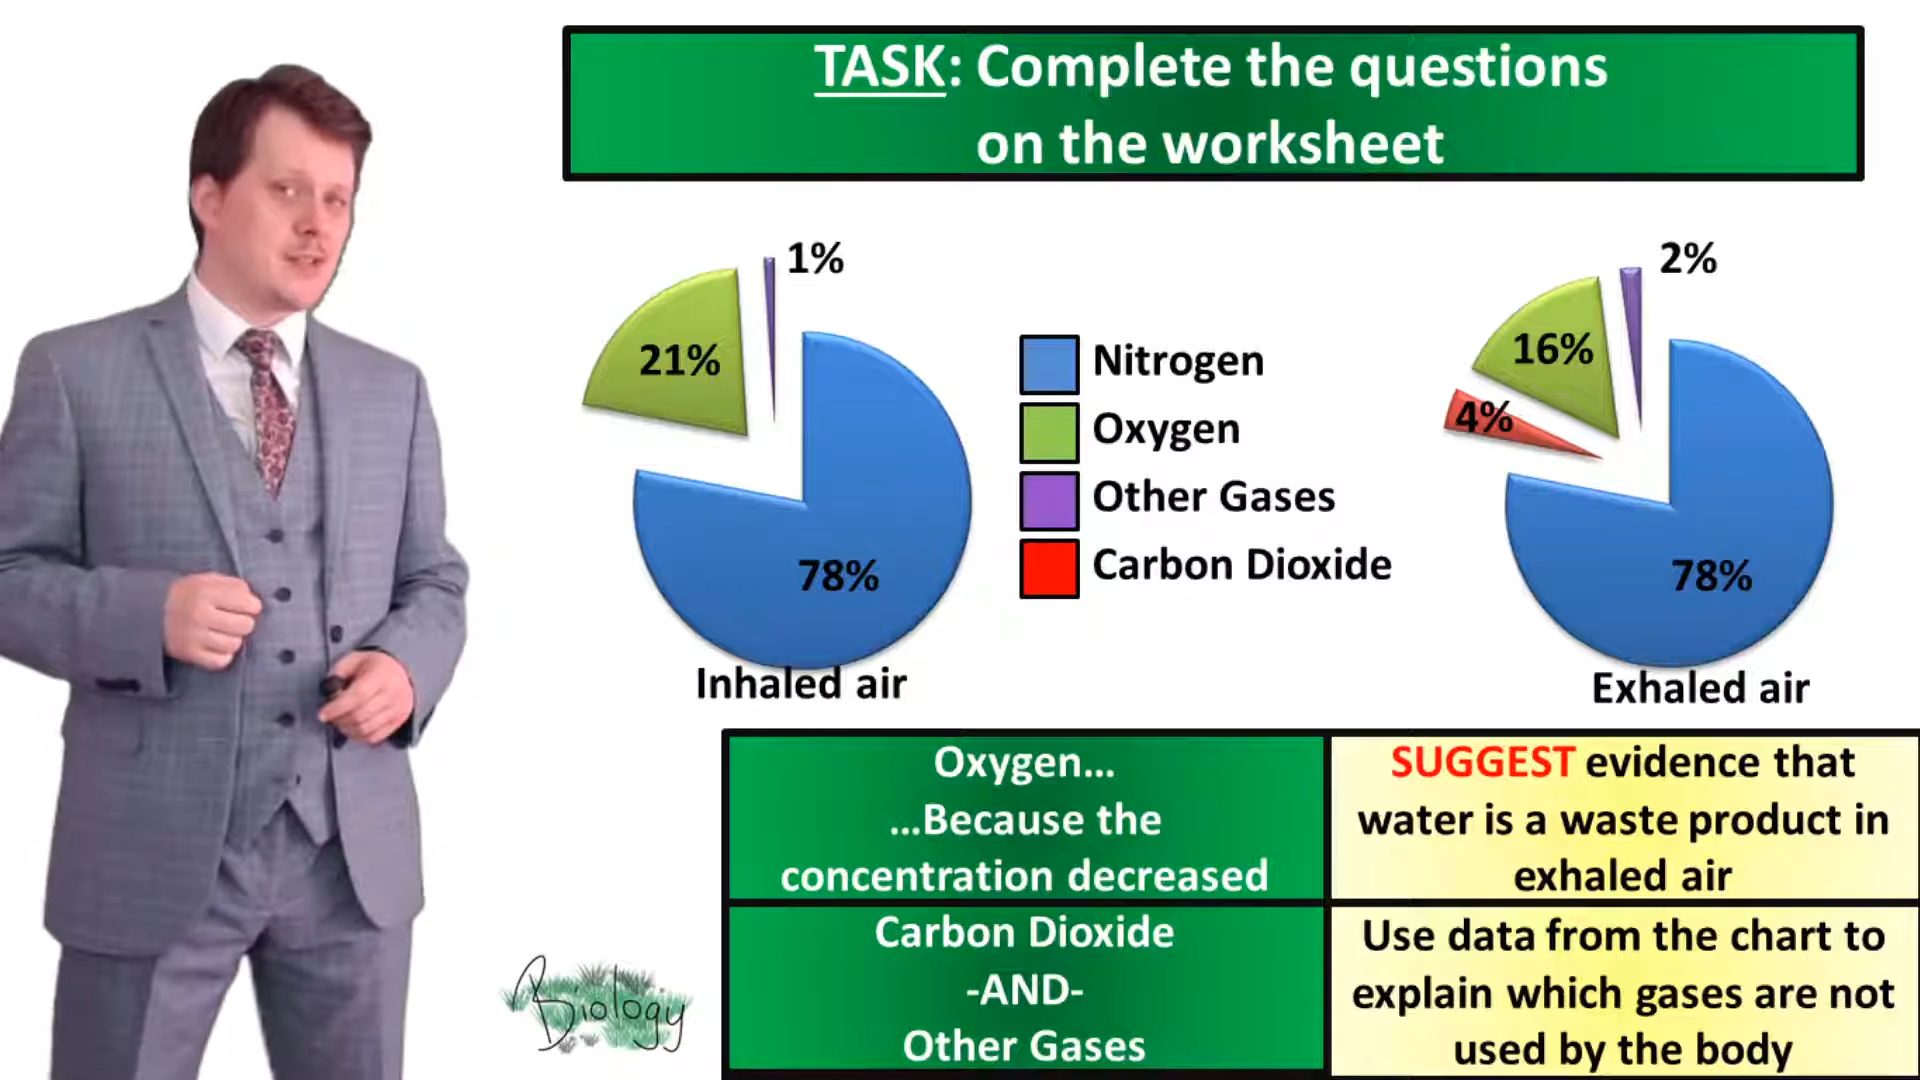 TASK: Complete the questions
on the worksheet
1%
21%
78%
Inhaled air
Nitrogen
Oxygen
Other Gases
Carbon Dioxide
2%
16%
4%
78%
Exhaled air
Oxygen...
...Because the
concentration decreased
SUGGEST evidence that
water is a waste product in
exhaled air
Carbon Dioxide
-AND-
Other Gases
Use data from the chart to
explain which gases are not
used by the body
Biology